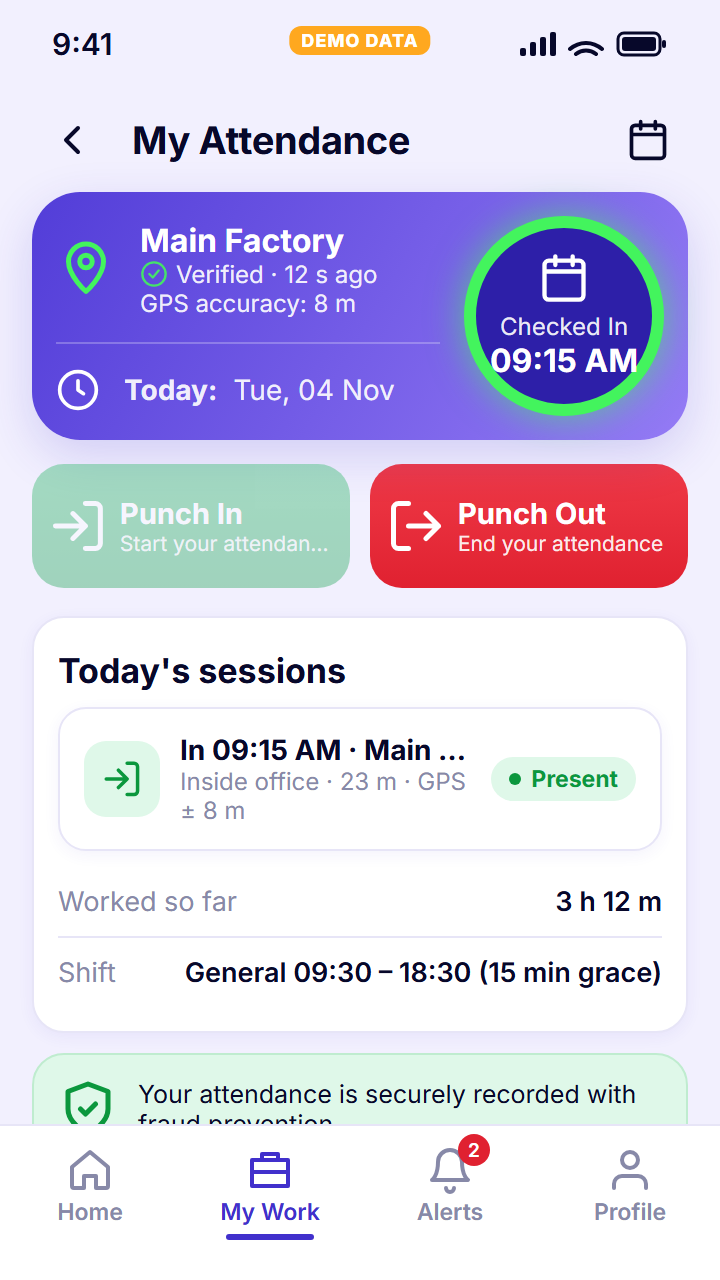 9:41
DEMO DATA
My Attendance
Main Factory
Verified · 12 s ago
GPS accuracy: 8 m
Today: Tue, 04 Nov
Checked In
09:15 AM
Punch In
Start your attendan...
Punch Out
End your attendance
Today's sessions
In 09:15 AM · Main ...
Inside office · 23 m · GPS
± 8 m
Present
Worked so far
3 h 12 m
Shift
General 09:30 – 18:30 (15 min grace)
Your attendance is securely recorded with
fraud prevention
2
Home
My Work
Alerts
Profile